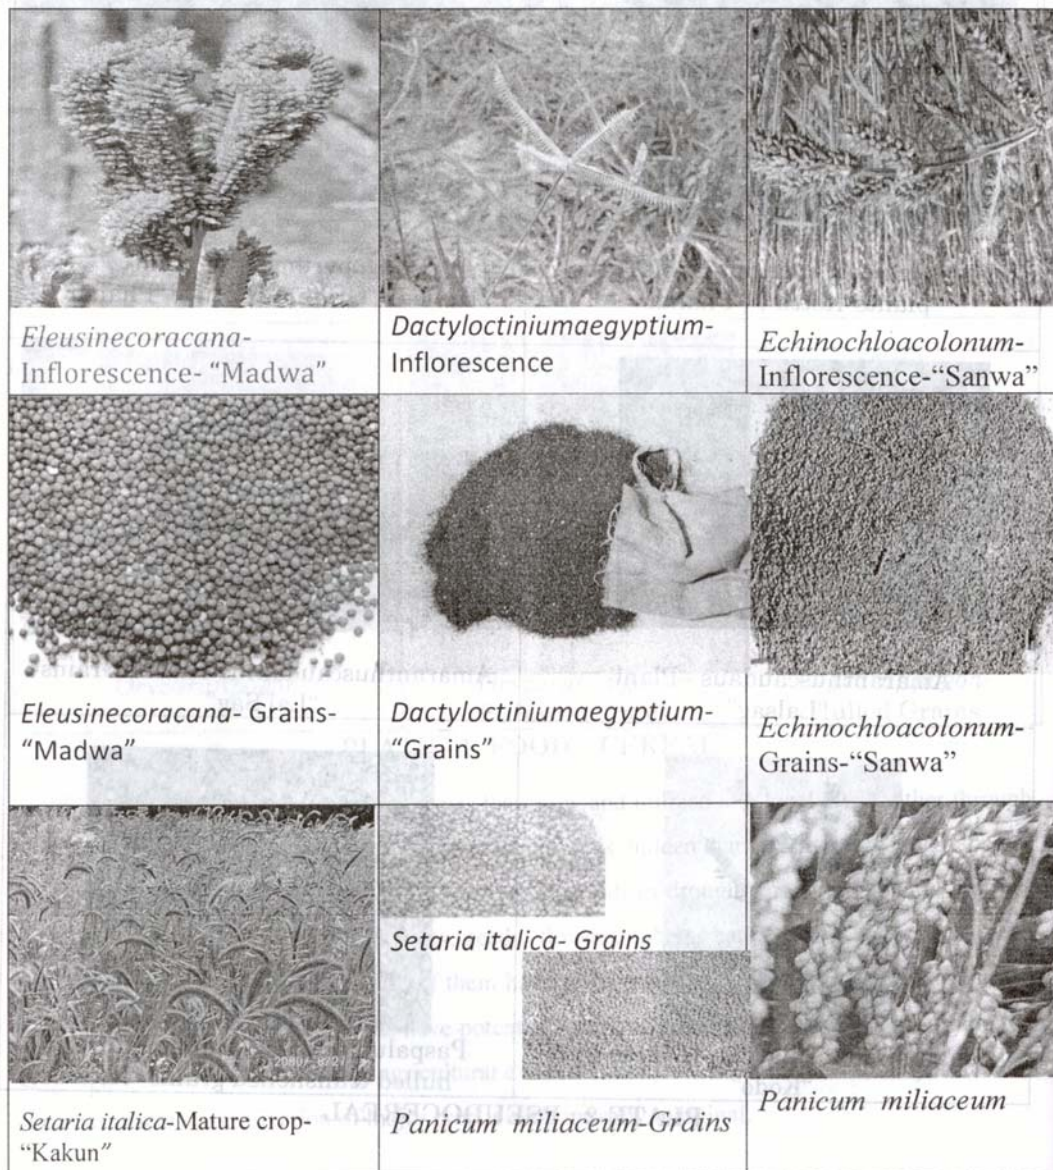 Eleusinecoracana-
Inflorescence- “Madwa”
Dactyloctiniumaegyptium-
Inflorescence
Echinochloacolonum-
Inflorescence-“Sanwa”
Eleusinecoracana- Grains-
“Madwa”
Dactyloctiniumaegyptium-
“Grains”
Echinochloacolonum-
Grains-“Sanwa”
Setaria italica-Mature crop-
“Kakun”
Setaria italica- Grains
Panicum miliaceum-Grains
Panicum miliaceum